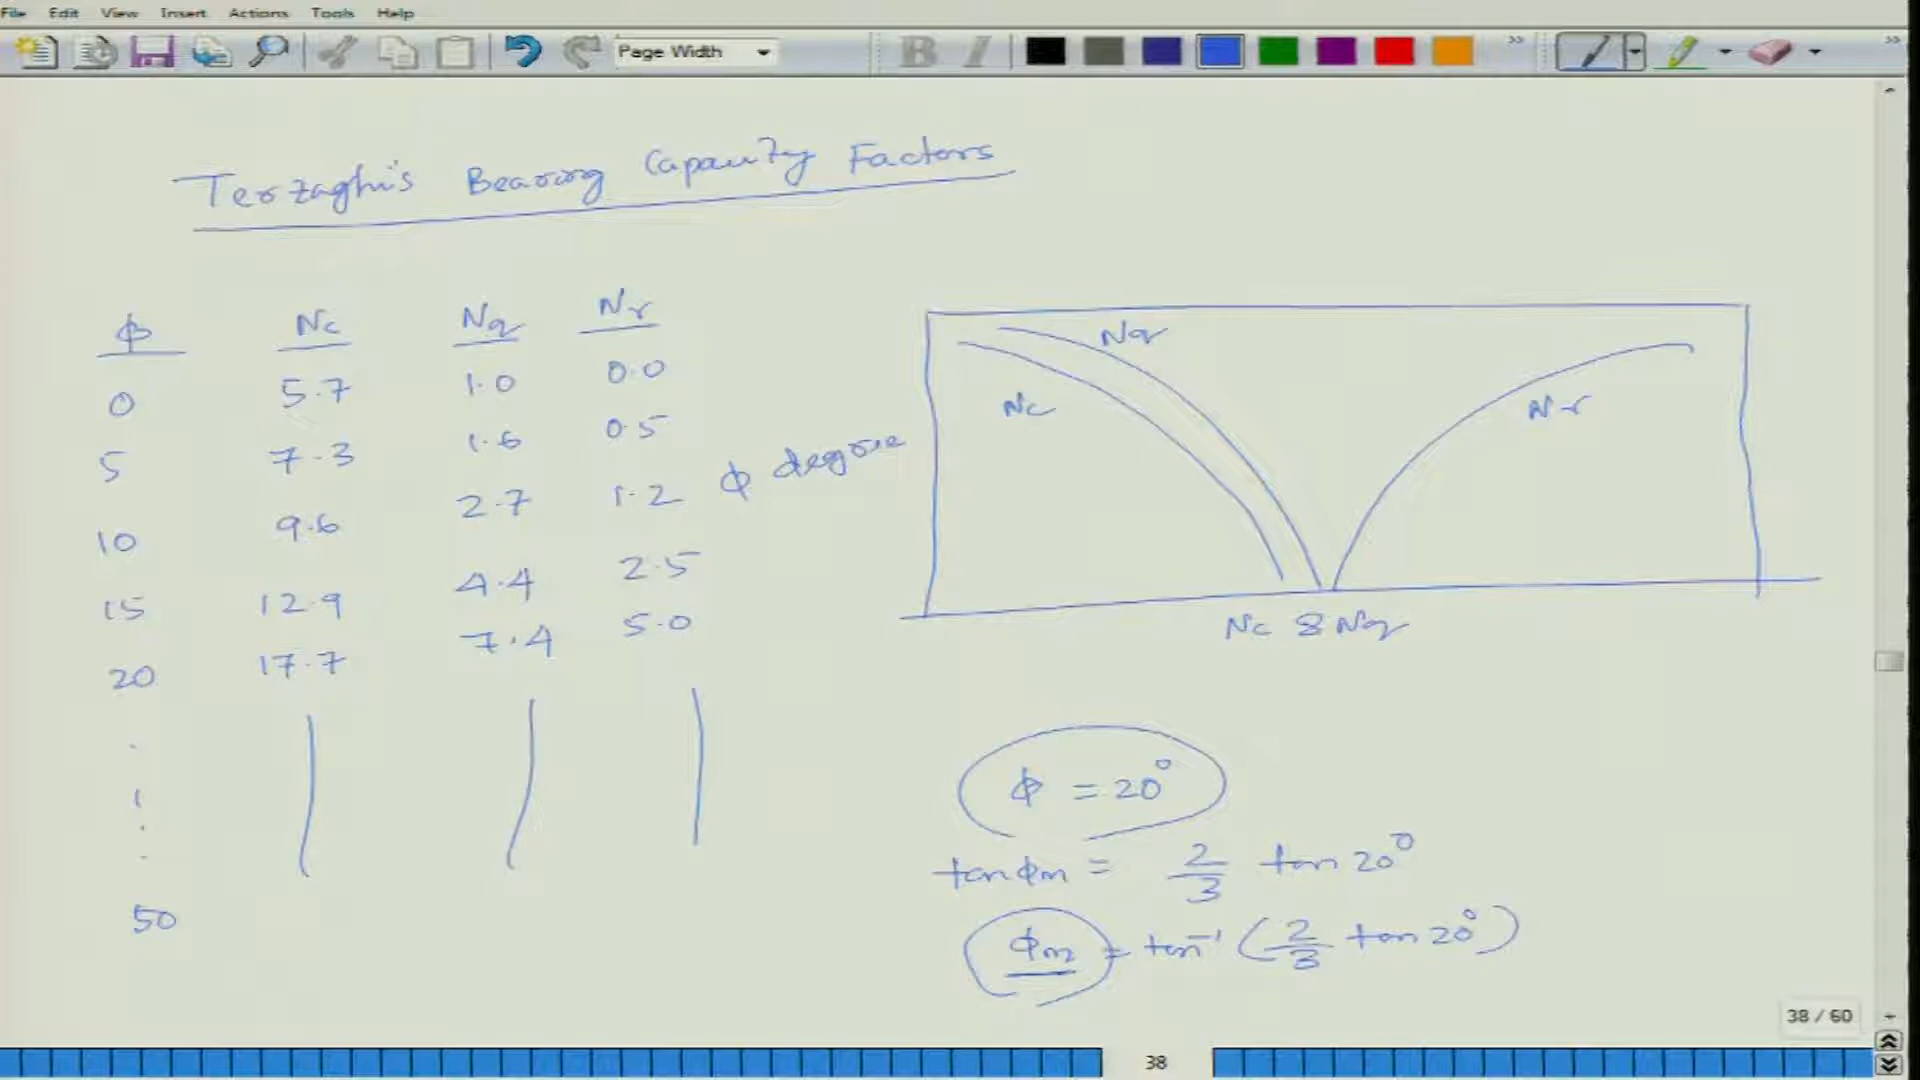 File Edit View Insert Actions Tools Help
Page Width
B I
Terzaghi's Bearing Capacity Factors
ϕ Nc Nq Nr
0 5.7 1.0 0.0
5 7.3 1.6 0.5
10 9.6 2.7 1.2
15 12.9 4.4 2.5
20 17.7 7.4 5.0
50
ϕ degree
Nq
Nc
Nr
Nc & Nq
ϕ = 20°
tan ϕm = 2/3 tan 20°
ϕm = tan⁻¹ (2/3 tan 20°)
38 / 60
38